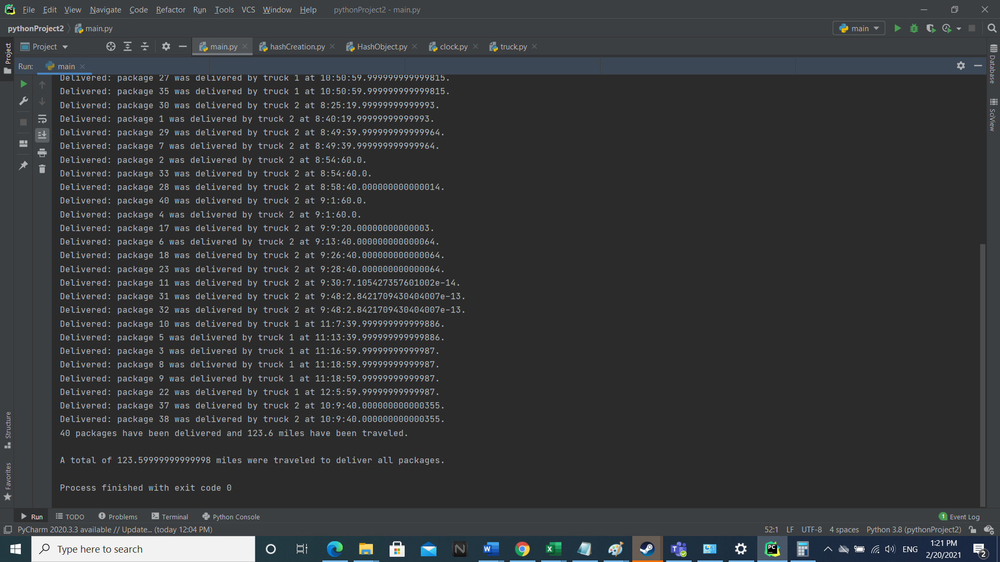 File Edit View Navigate Code Refactor Run Tools VCS Window Help pythonProject2 - main.py
pythonProject2 main.py main
Project main.py hashCreation.py HashObject.py clock.py truck.py
Project
Database
SciView
Structure
Favorites
Run: main
Delivered: package 27 was delivered by truck 1 at 10:50:59.999999999999815.
Delivered: package 35 was delivered by truck 1 at 10:50:59.999999999999815.
Delivered: package 30 was delivered by truck 2 at 8:25:19.99999999999993.
Delivered: package 1 was delivered by truck 2 at 8:40:19.99999999999993.
Delivered: package 29 was delivered by truck 2 at 8:49:39.999999999999964.
Delivered: package 7 was delivered by truck 2 at 8:49:39.999999999999964.
Delivered: package 2 was delivered by truck 2 at 8:54:60.0.
Delivered: package 33 was delivered by truck 2 at 8:54:60.0.
Delivered: package 28 was delivered by truck 2 at 8:58:40.000000000000014.
Delivered: package 40 was delivered by truck 2 at 9:1:60.0.
Delivered: package 4 was delivered by truck 2 at 9:1:60.0.
Delivered: package 17 was delivered by truck 2 at 9:9:20.00000000000003.
Delivered: package 6 was delivered by truck 2 at 9:13:40.000000000000064.
Delivered: package 18 was delivered by truck 2 at 9:26:40.000000000000064.
Delivered: package 23 was delivered by truck 2 at 9:28:40.000000000000064.
Delivered: package 11 was delivered by truck 2 at 9:30:7.105427357601002e-14.
Delivered: package 31 was delivered by truck 2 at 9:48:2.8421709430404007e-13.
Delivered: package 32 was delivered by truck 2 at 9:48:2.8421709430404007e-13.
Delivered: package 10 was delivered by truck 1 at 11:7:39.999999999999886.
Delivered: package 5 was delivered by truck 1 at 11:13:39.999999999999886.
Delivered: package 3 was delivered by truck 1 at 11:16:59.99999999999987.
Delivered: package 8 was delivered by truck 1 at 11:18:59.99999999999987.
Delivered: package 9 was delivered by truck 1 at 11:18:59.99999999999987.
Delivered: package 22 was delivered by truck 1 at 12:5:59.99999999999987.
Delivered: package 37 was delivered by truck 2 at 10:9:40.000000000000355.
Delivered: package 38 was delivered by truck 2 at 10:9:40.000000000000355.
40 packages have been delivered and 123.6 miles have been traveled.
A total of 123.59999999999998 miles were traveled to deliver all packages.
Process finished with exit code 0
Run TODO Problems Terminal Python Console 1 Event Log
PyCharm 2020.3.3 available // Update... (today 12:04 PM) 52:1 LF UTF-8 4 spaces Python 3.8 (pythonProject2)
Type here to search ENG 1:21 PM
2/20/2021 2